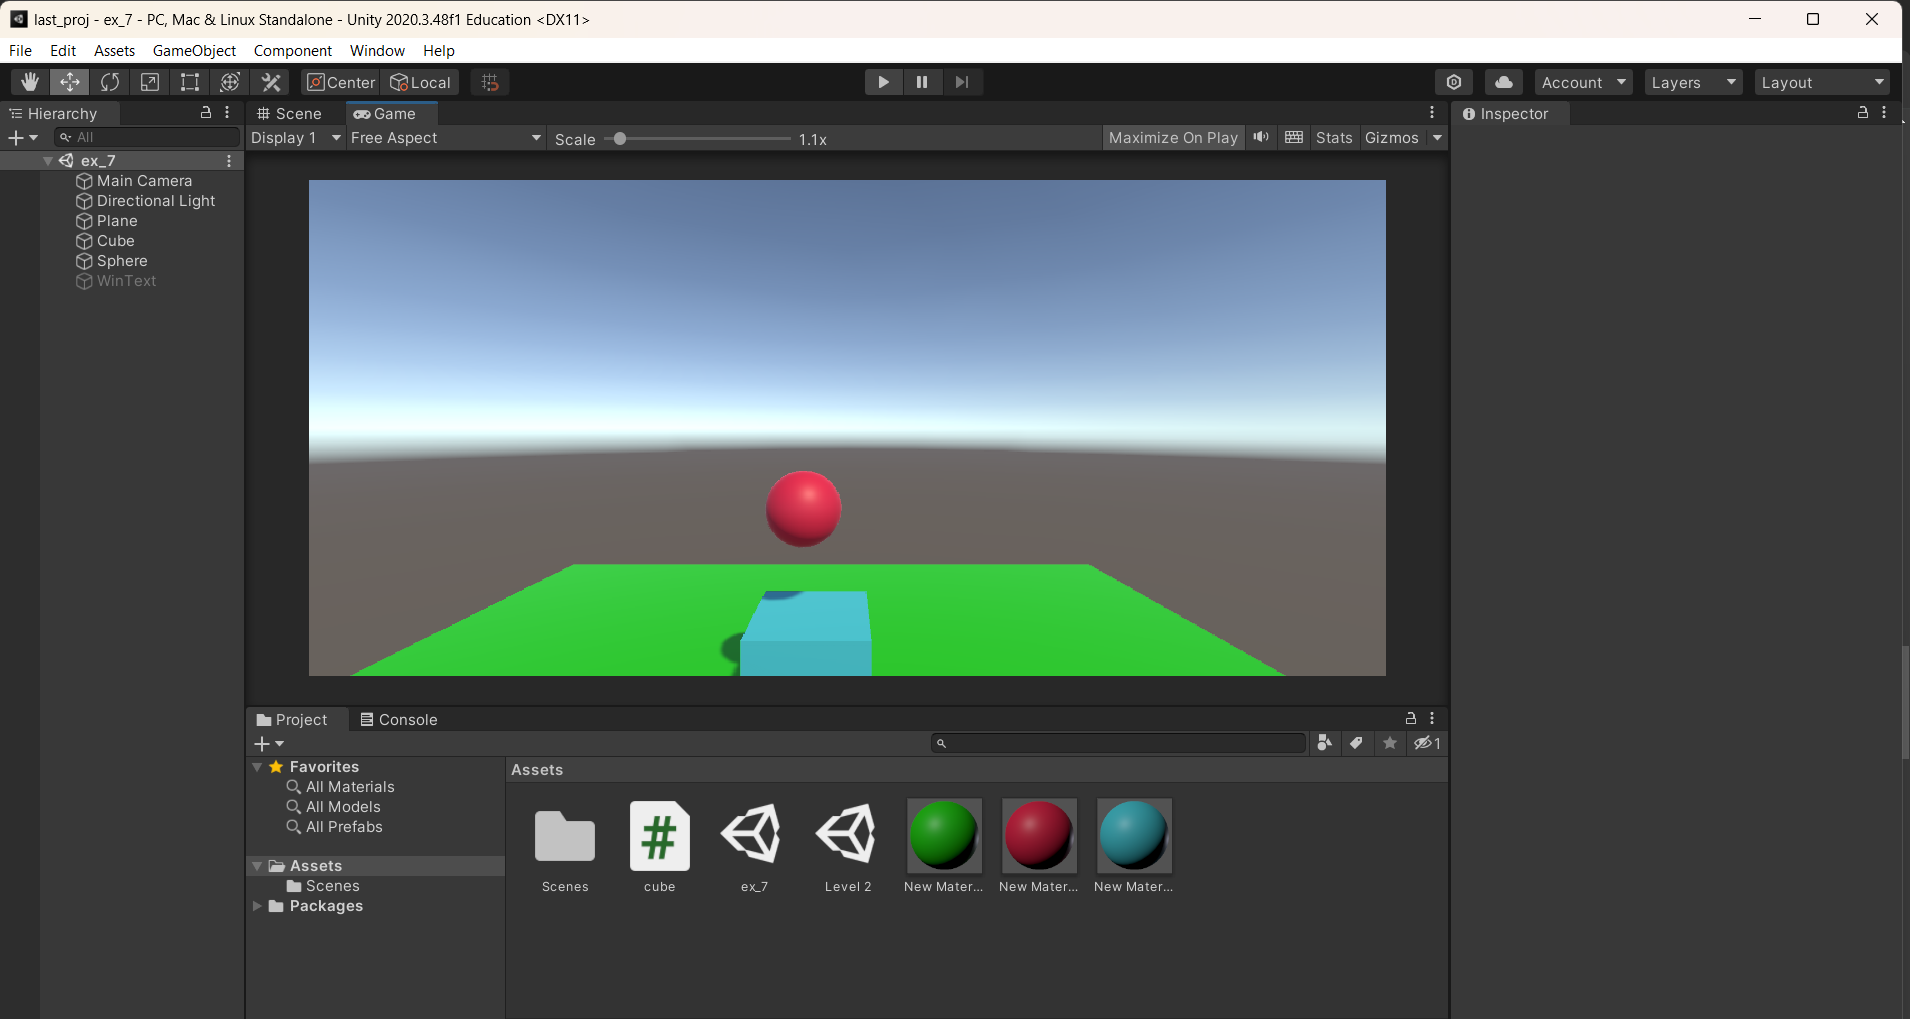 last_proj - ex_7 - PC, Mac & Linux Standalone - Unity 2020.3.48f1 Education <DX11>
File Edit Assets GameObject Component Window Help
Center Local Account Layers Layout
Hierarchy
All
ex_7
Main Camera
Directional Light
Plane
Cube
Sphere
WinText
Scene Game
Display 1 Free Aspect Scale 1.1x Maximize On Play Stats Gizmos
Inspector
Project Console
1
Favorites
All Materials
All Models
All Prefabs
Assets
Scenes
Packages
Assets
Scenes cube ex_7 Level 2 New Mater... New Mater... New Mater...